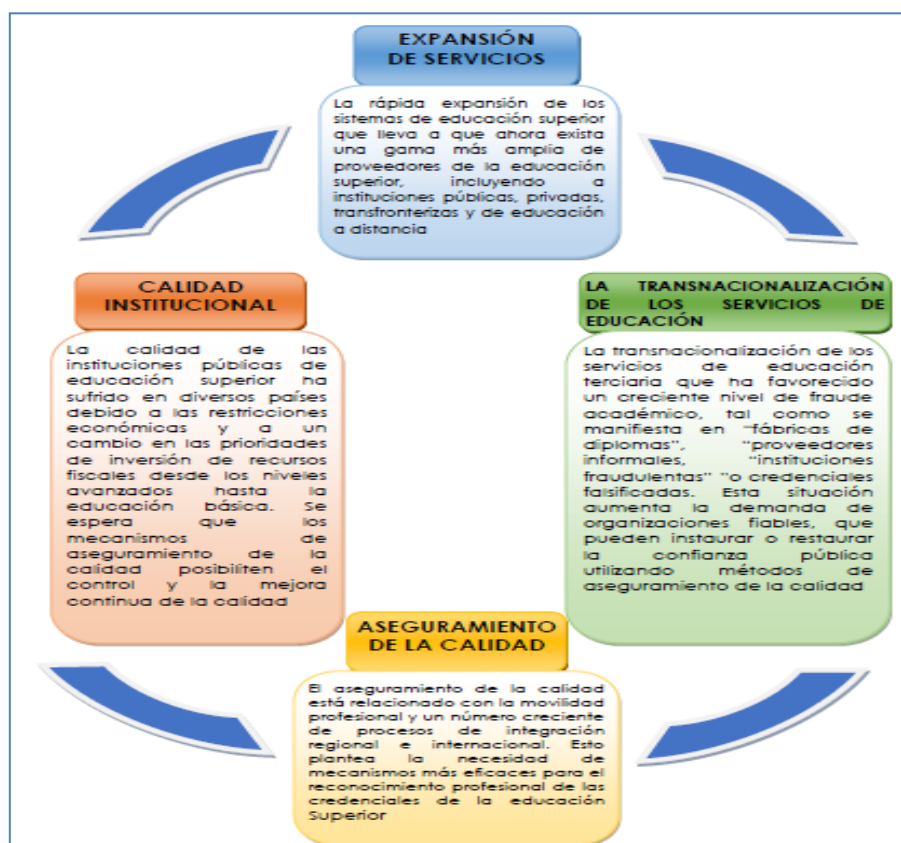 EXPANSIÓN
DE SERVICIOS
La rápida expansión de los
sistemas de educación superior
que lleva a que ahora exista
una gama más amplia de
proveedores de la educación
superior, incluyendo a
instituciones públicas, privadas,
transfronterizas y de educación
a distancia
CALIDAD
INSTITUCIONAL
La calidad de las
instituciones públicas de
educación superior ha
sufrido en diversos países
debido a las restricciones
económicas y a un
cambio en las prioridades
de inversión de recursos
fiscales desde los niveles
avanzados hasta la
educación básica. Se
espera que los
mecanismos de
aseguramiento de la
calidad posibiliten el
control y la mejora
continua de la calidad
LA TRANSNACIONALIZACIÓN
DE LOS SERVICIOS DE
EDUCACIÓN
La transnacionalización de los
servicios de educación
terciaria que ha favorecido
un creciente nivel de fraude
académico, tal como se
manifiesta en "fábricas de
diplomas", "proveedores
informales, "instituciones
fraudulentas" "o credenciales
falsificadas. Esta situación
aumenta la demanda de
organizaciones fiables, que
pueden instaurar o restaurar
la confianza pública
utilizando métodos de
aseguramiento de la calidad
ASEGURAMIENTO
DE LA CALIDAD
El aseguramiento de la calidad
está relacionado con la movilidad
profesional y un número creciente
de procesos de integración
regional e internacional. Esto
plantea la necesidad de
mecanismos más eficaces para el
reconocimiento profesional de las
credenciales de la educación
Superior